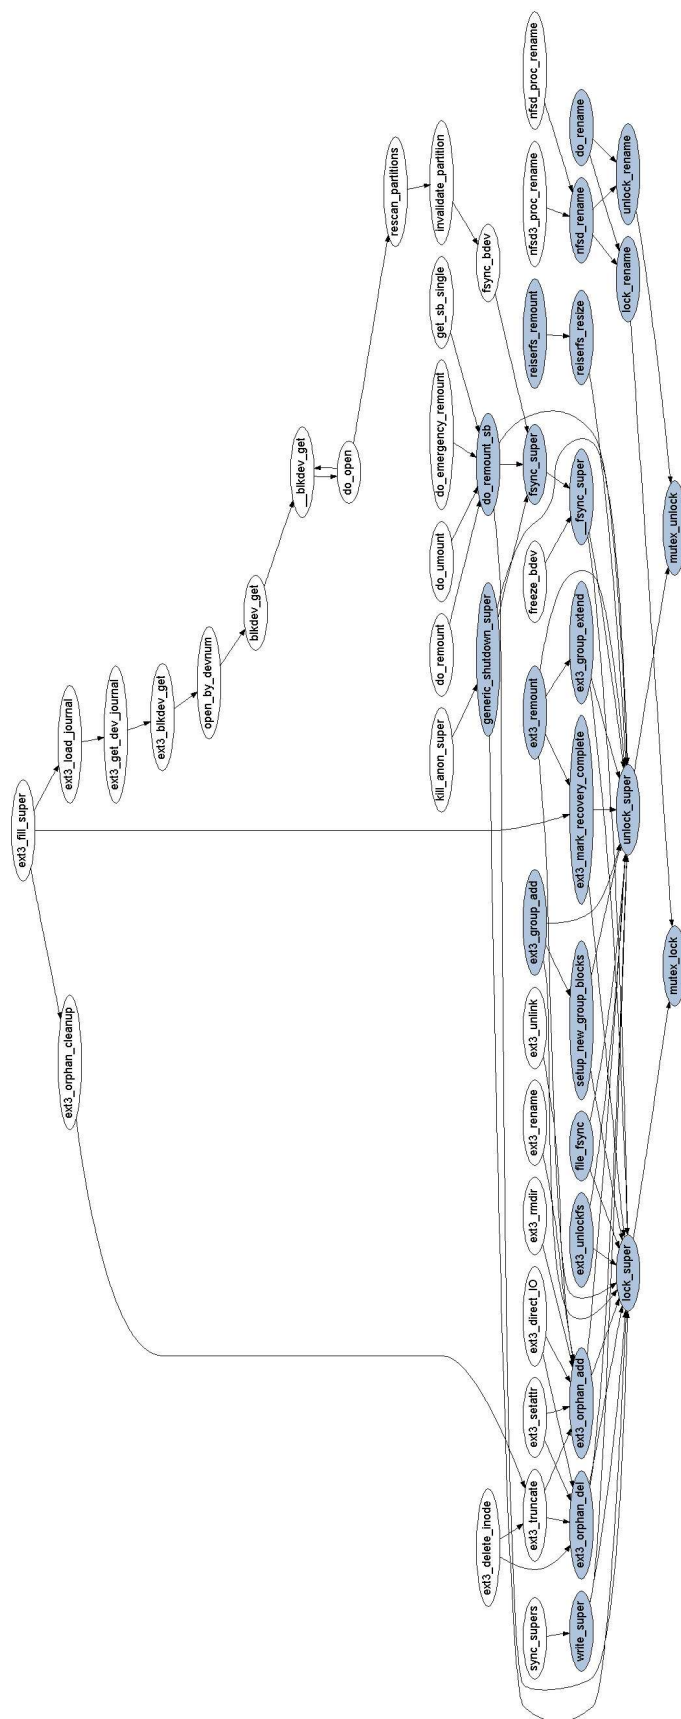 ext3_fill_super
ext3_orphan_cleanup
ext3_load_journal
ext3_get_dev_journal
ext3_blkdev_get
open_by_devnum
blkdev_get
__blkdev_get
do_open
rescan_partitions
kill_anon_super
do_remount
do_umount
do_emergency_remount
get_sb_single
invalidate_partition
ext3_delete_inode
generic_shutdown_super
do_remount_sb
fsync_bdev
sync_supers
ext3_truncate
ext3_setattr
ext3_direct_IO
ext3_rmdir
ext3_rename
ext3_unlink
ext3_group_add
ext3_remount
freeze_bdev
fsync_super
reiserfs_remount
nfsd3_proc_rename
nfsd_proc_rename
write_super
ext3_orphan_del
ext3_orphan_add
ext3_unlockfs
file_fsync
setup_new_group_blocks
ext3_mark_recovery_complete
ext3_group_extend
__fsync_super
reiserfs_resize
nfsd_rename
do_rename
lock_super
unlock_super
lock_rename
unlock_rename
mutex_lock
mutex_unlock